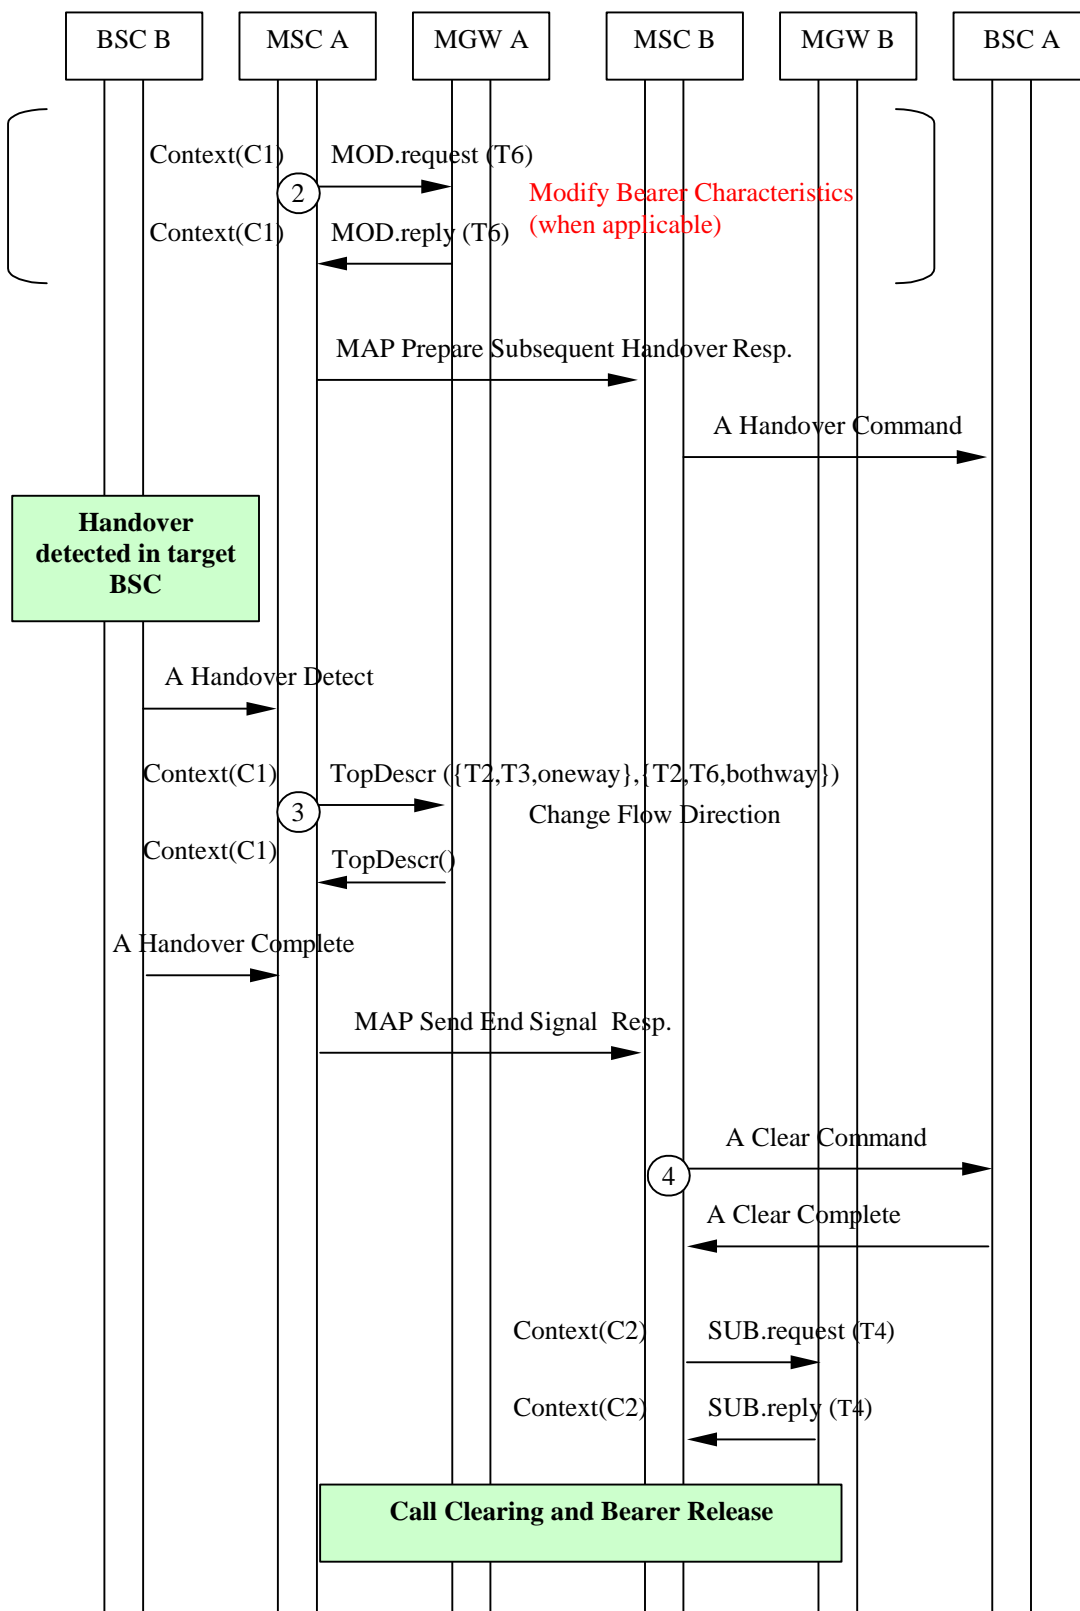 BSC B
MSC A
MGW A
MSC B
MGW B
BSC A
Context(C1)
MOD.request (T6)
2
Modify Bearer Characteristics
(when applicable)
Context(C1)
MOD.reply (T6)
MAP Prepare Subsequent Handover Resp.
A Handover Command
Handover
detected in target
BSC
A Handover Detect
Context(C1)
TopDescr ({T2,T3,oneway},{T2,T6,bothway})
3
Change Flow Direction
Context(C1)
TopDescr()
A Handover Complete
MAP Send End Signal  Resp.
A Clear Command
4
A Clear Complete
Context(C2)
SUB.request (T4)
Context(C2)
SUB.reply (T4)
Call Clearing and Bearer Release